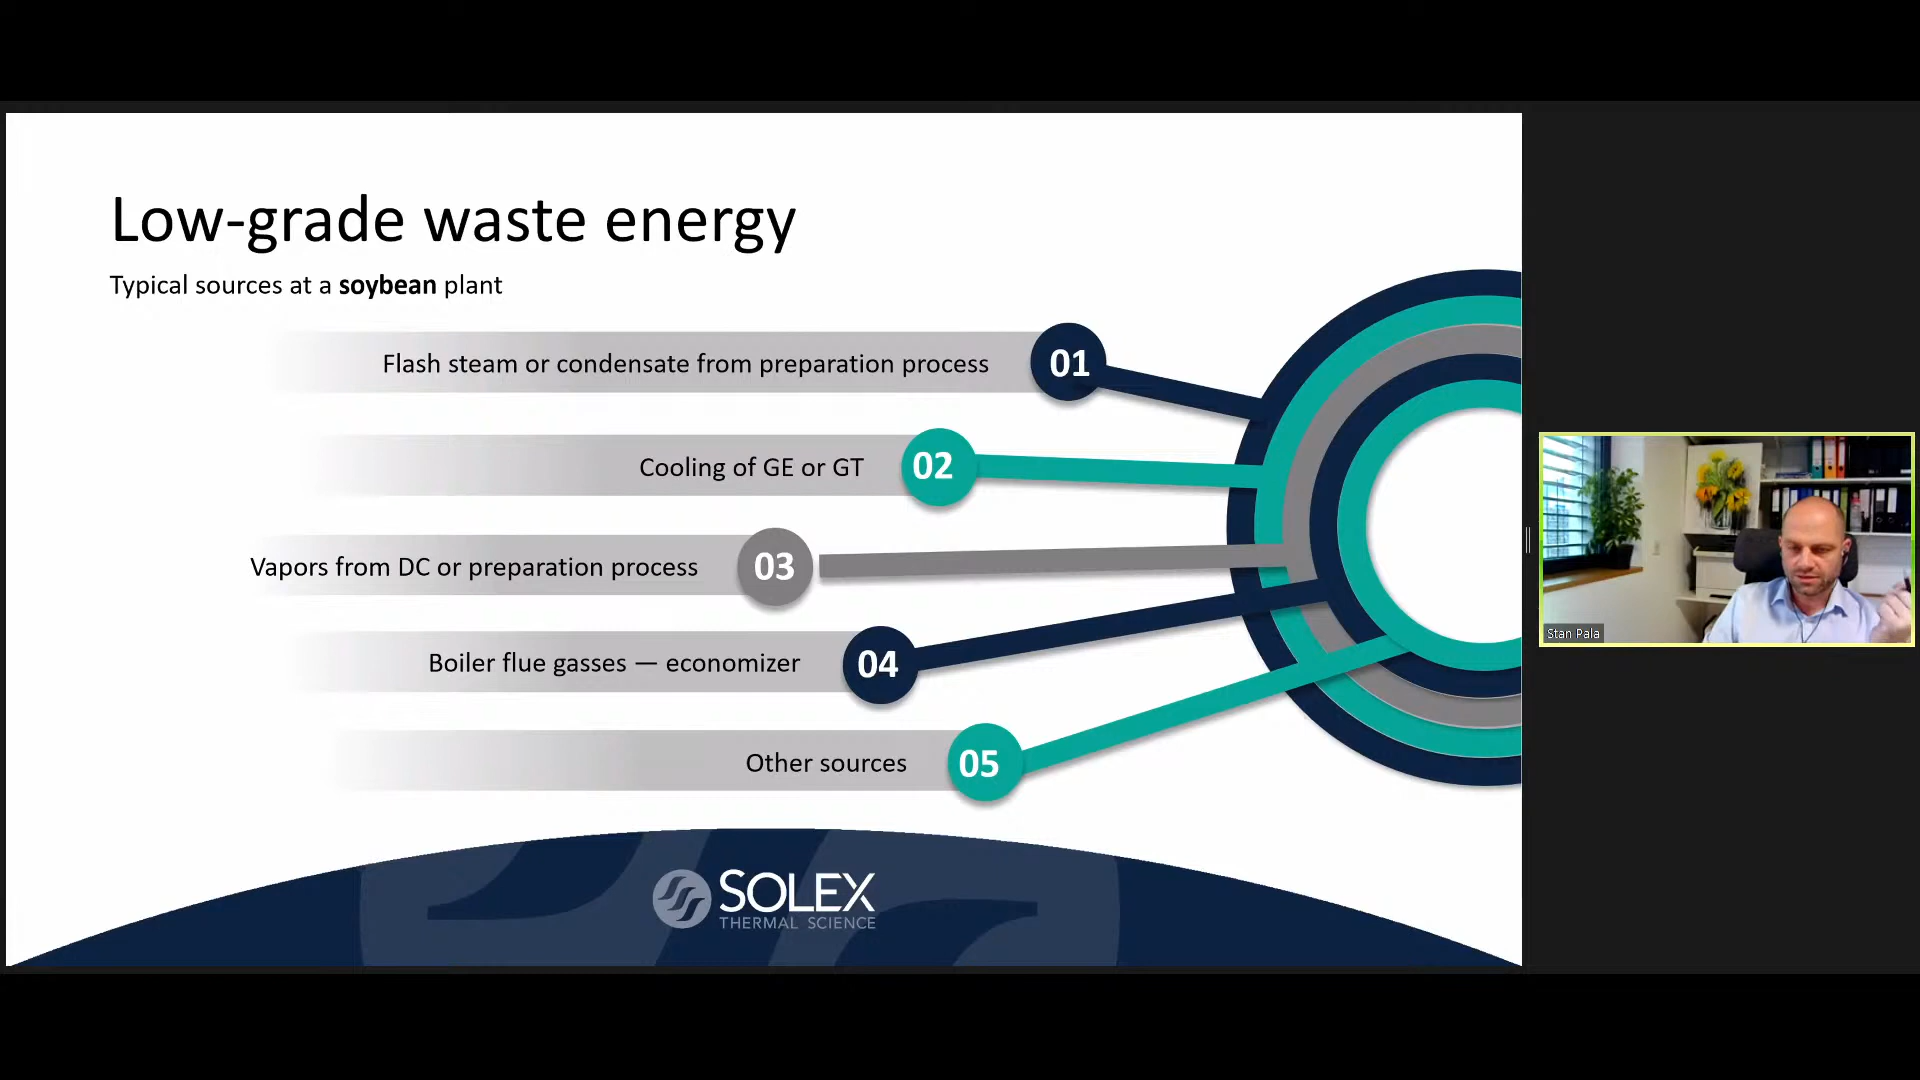 Low-grade waste energy
Typical sources at a soybean plant
Flash steam or condensate from preparation process
01
Cooling of GE or GT
02
Vapors from DC or preparation process
03
Boiler flue gasses — economizer
04
Other sources
05
SOLEX
THERMAL SCIENCE
Stan Pala